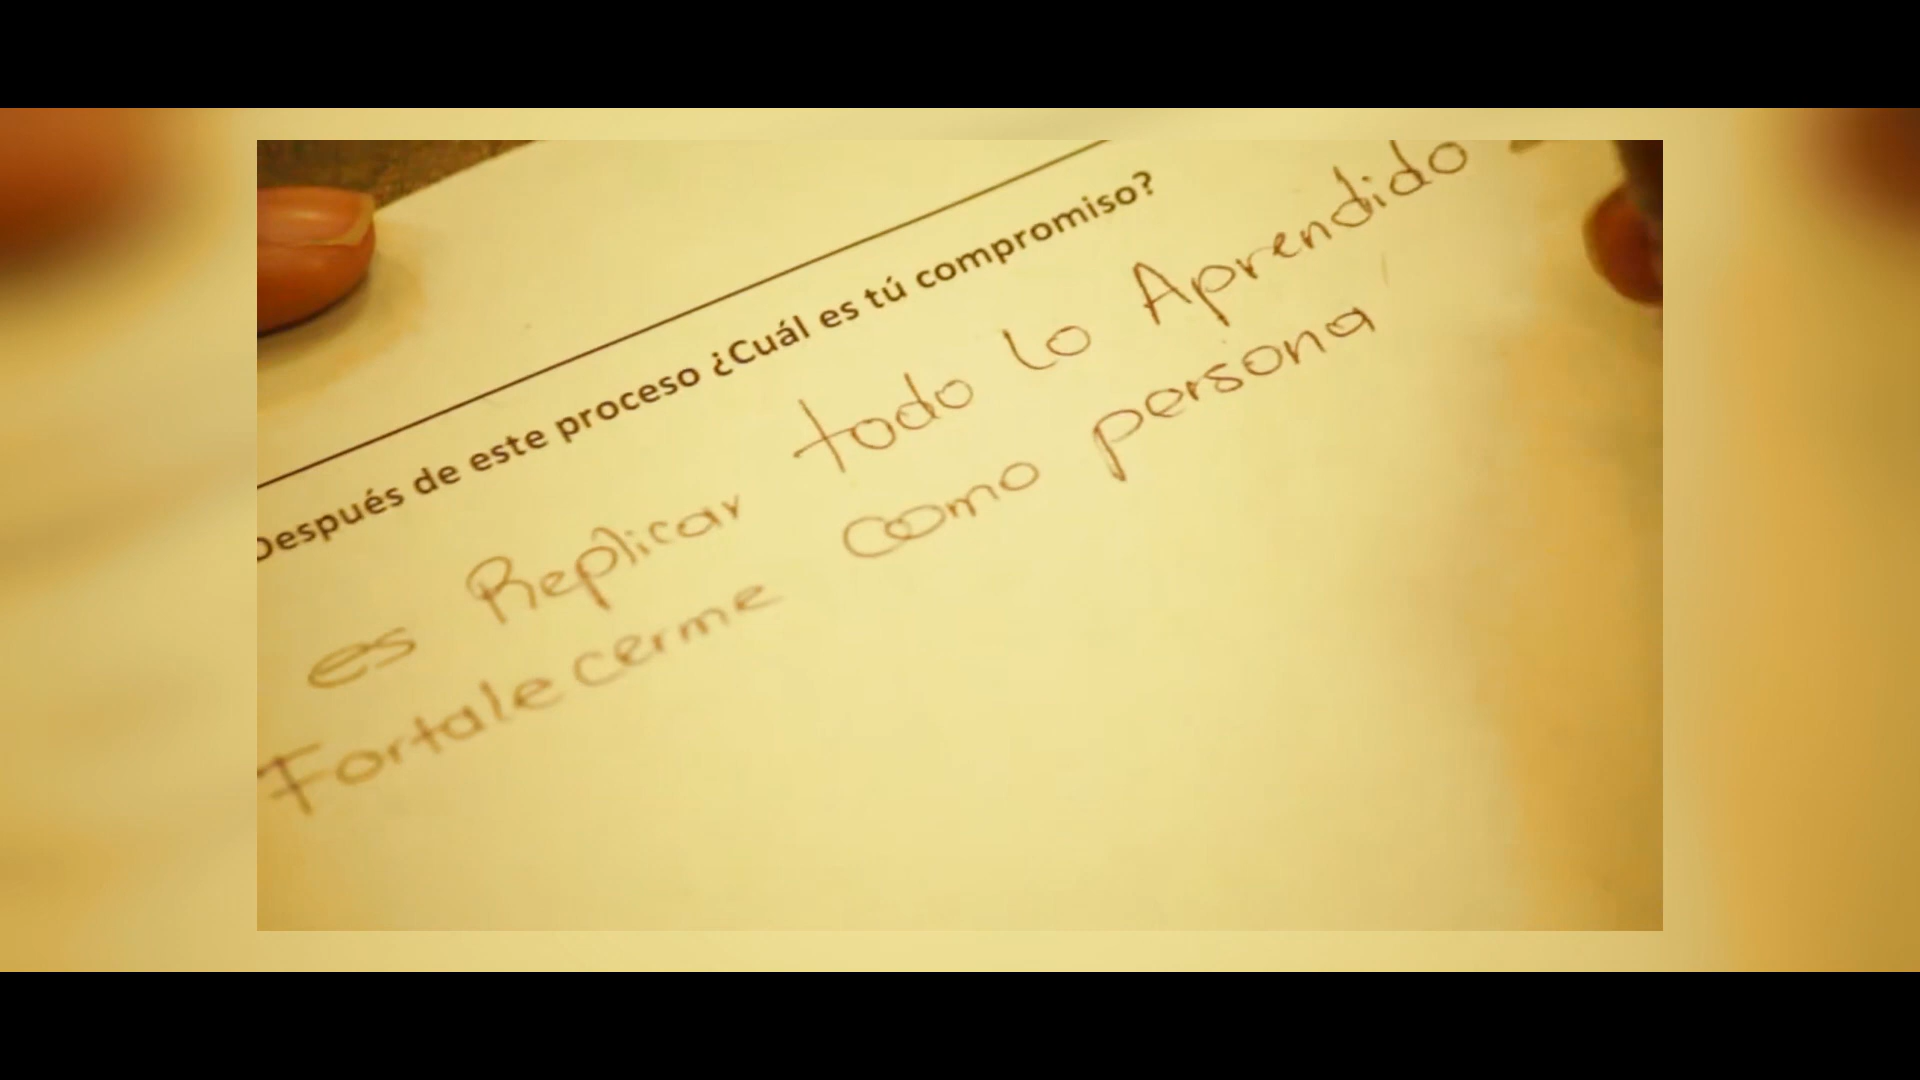 Después de este proceso ¿Cuál es tú compromiso?
es Replicar todo lo Aprendido
Fortalecerme como persona